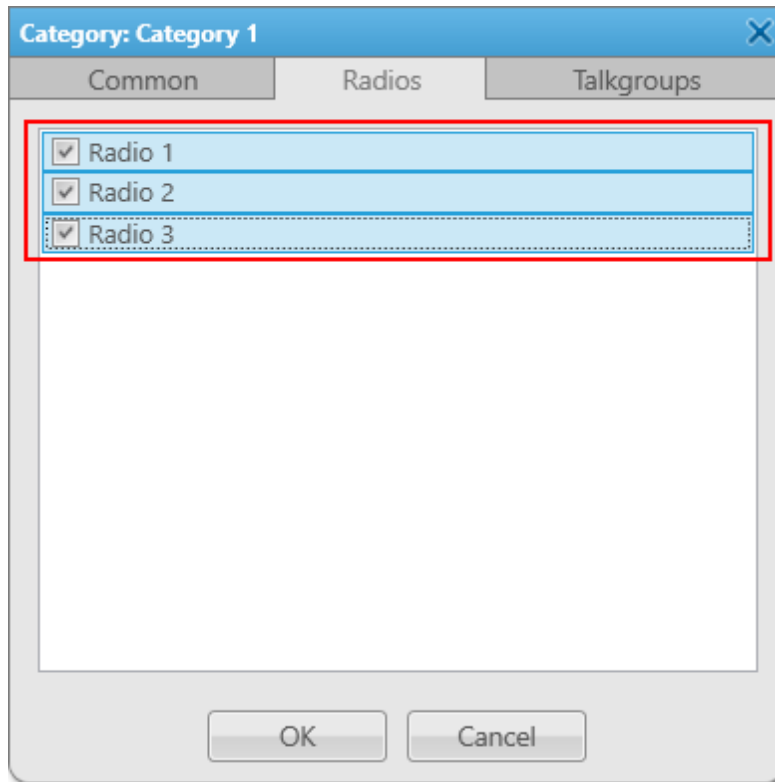 Category: Category 1
Common Radios Talkgroups
Radio 1
Radio 2
Radio 3
OK Cancel